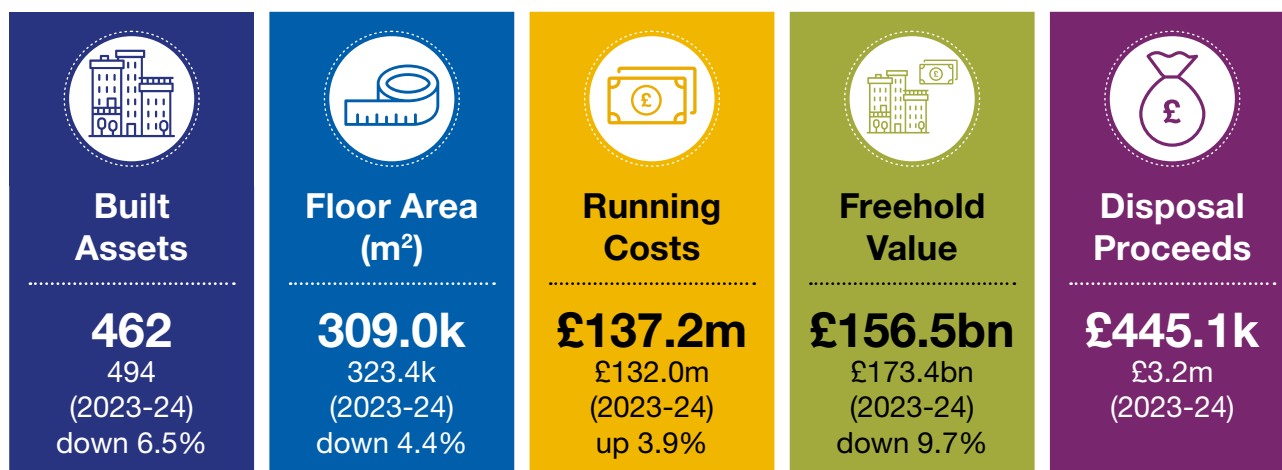 Built
Assets
462
494
(2023-24)
down 6.5%
Floor Area
(m²)
309.0k
323.4k
(2023-24)
down 4.4%
£
Running
Costs
£137.2m
£132.0m
(2023-24)
up 3.9%
£
Freehold
Value
£156.5bn
£173.4bn
(2023-24)
down 9.7%
£
Disposal
Proceeds
£445.1k
£3.2m
(2023-24)